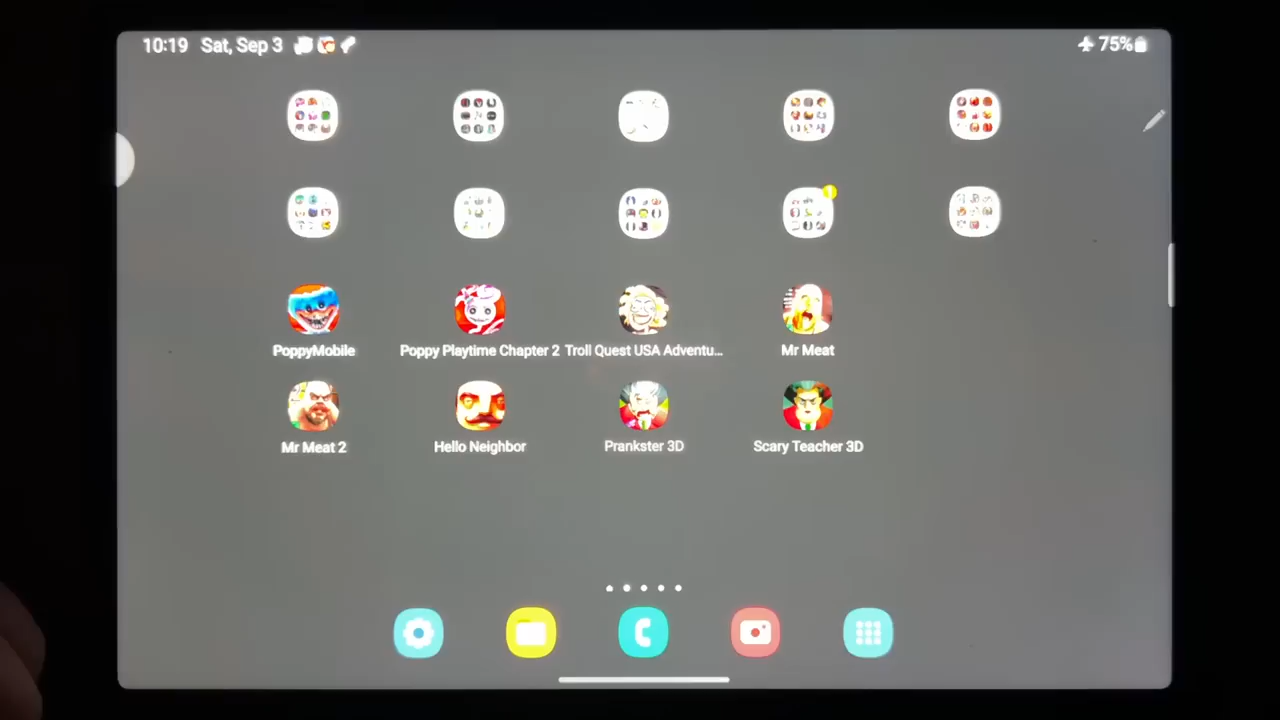 10:19 Sat, Sep 3
75%
PoppyMobile
Poppy Playtime Chapter 2
Troll Quest USA Adventu...
Mr Meat
Mr Meat 2
Hello Neighbor
Prankster 3D
Scary Teacher 3D